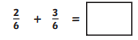 2/6 + 3/6 =